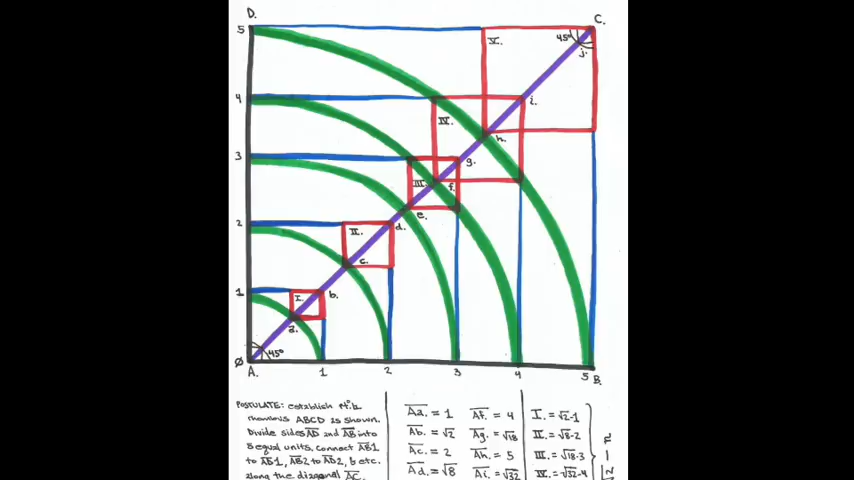 D.
C.
5
V.
45°
j.
4
i.
IV.
h.
3
g.
III.
f.
e.
2
II.
d.
c.
1
I.
b.
a.
Ø
45°
A.
1
2
3
4
5
B.
POSTULATE: establish
rhombus ABCD as shown.
Divide sides AD and AB into
5 equal units, connect AB1
to AD1, AB2 to AD2, & etc.
along the diagonal AC.
Aa. = 1
Ab. = √2
Ac. = 2
Ad. = √8
Af. = 4
Ag. = √18
Ah. = 5
Ai. = √32
I. = √2-1
II. = √8-2
III. = √18-3
IV. = √32-4